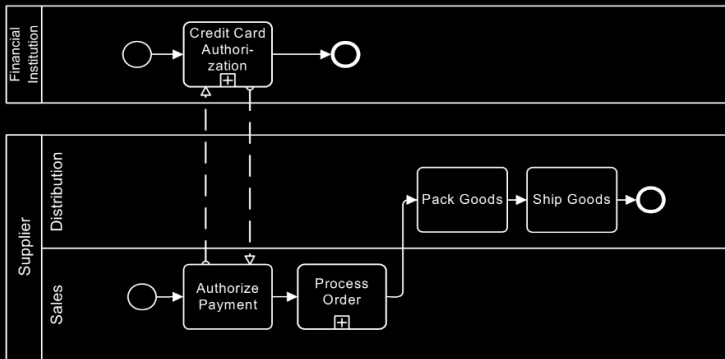 Financial
Institution
Credit Card
Authori-
zation
Supplier
Distribution
Pack Goods
Ship Goods
Sales
Authorize
Payment
Process
Order